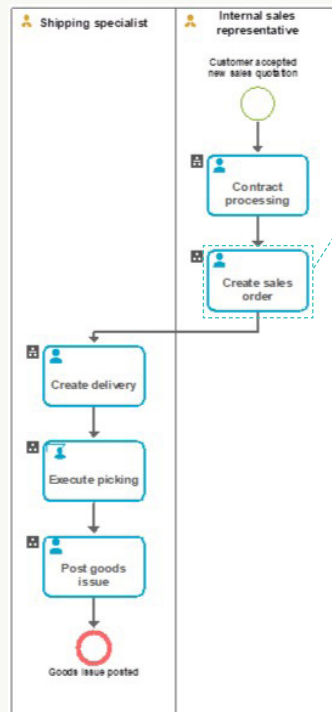 Shipping specialist
Internal sales
representative
Customer accepted
new sales quotation
Contract
processing
Create sales
order
Create delivery
Execute picking
Post goods
issue
Goods issue posted